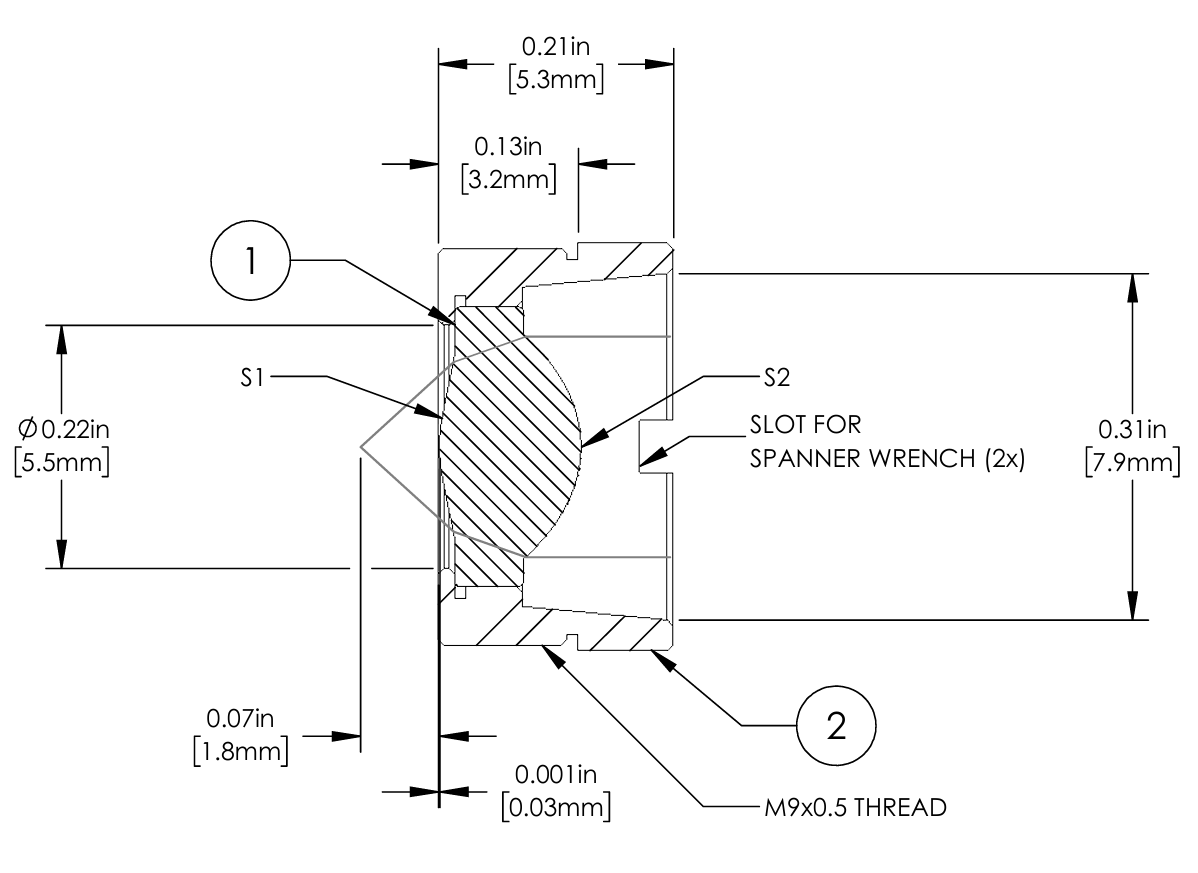 0.21in
[5.3mm]
0.13in
[3.2mm]
1
S1
S2
Ø0.22in
[5.5mm]
SLOT FOR
SPANNER WRENCH (2x)
0.31in
[7.9mm]
0.07in
[1.8mm]
2
0.001in
[0.03mm]
M9x0.5 THREAD